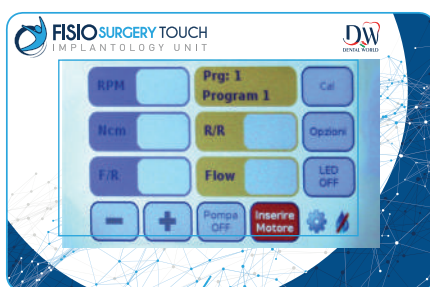 FISIO SURGERY TOUCH
IMPLANTOLOGY UNIT
DW
DENTAL WORLD
RPM
Prg: 1
Program 1
Cal
Ncm
R/R
Opzioni
F/R
Flow
LED
OFF
Pompa
OFF
Inserire
Motore